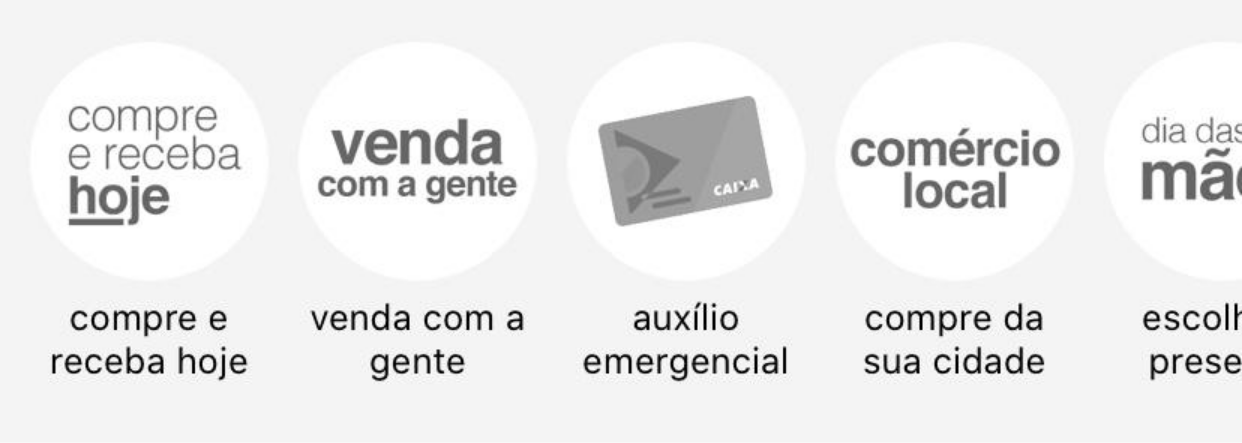 compre
e receba
hoje
venda
com a gente
CAIXA
comércio
local
dia das
compre e
receba hoje
venda com a
gente
auxílio
emergencial
compre da
sua cidade